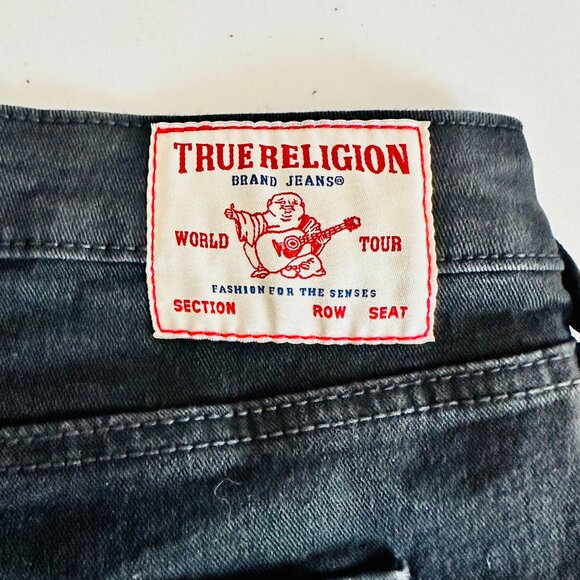 TRUE RELIGION
BRAND JEANS®
WORLD TOUR
FASHION FOR THE SENSES
SECTION ROW SEAT